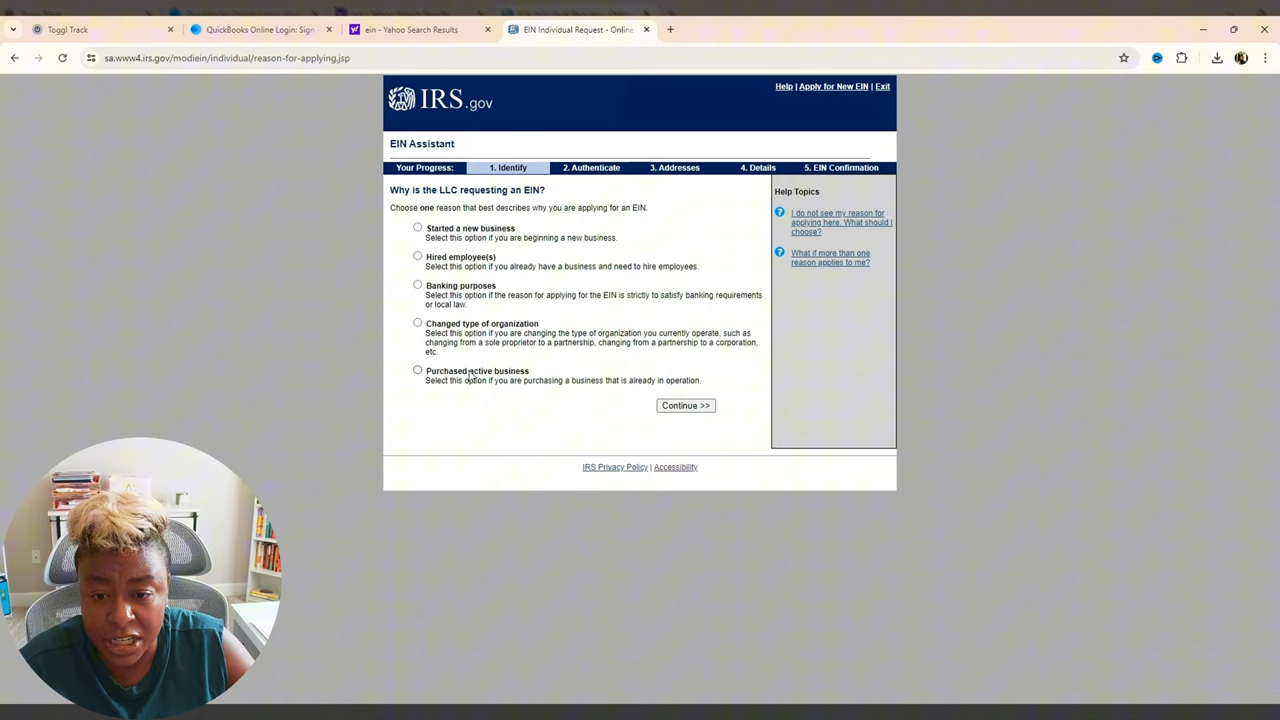 Toggl Track
QuickBooks Online Login: Sign
ein - Yahoo Search Results
EIN Individual Request - Online
sa.www4.irs.gov/modiein/individual/reason-for-applying.jsp
IRS.gov
Help | Apply for New EIN | Exit
EIN Assistant
Your Progress: 1. Identify 2. Authenticate 3. Addresses 4. Details 5. EIN Confirmation
Why is the LLC requesting an EIN?
Choose one reason that best describes why you are applying for an EIN.
Started a new business
Select this option if you are beginning a new business.
Hired employee(s)
Select this option if you already have a business and need to hire employees.
Banking purposes
Select this option if the reason for applying for the EIN is strictly to satisfy banking requirements
or local law.
Changed type of organization
Select this option if you are changing the type of organization you currently operate, such as
changing from a sole proprietor to a partnership, changing from a partnership to a corporation,
etc.
Purchased active business
Select this option if you are purchasing a business that is already in operation.
Continue >>
Help Topics
I do not see my reason for
applying here. What should I
choose?
What if more than one
reason applies to me?
IRS Privacy Policy | Accessibility